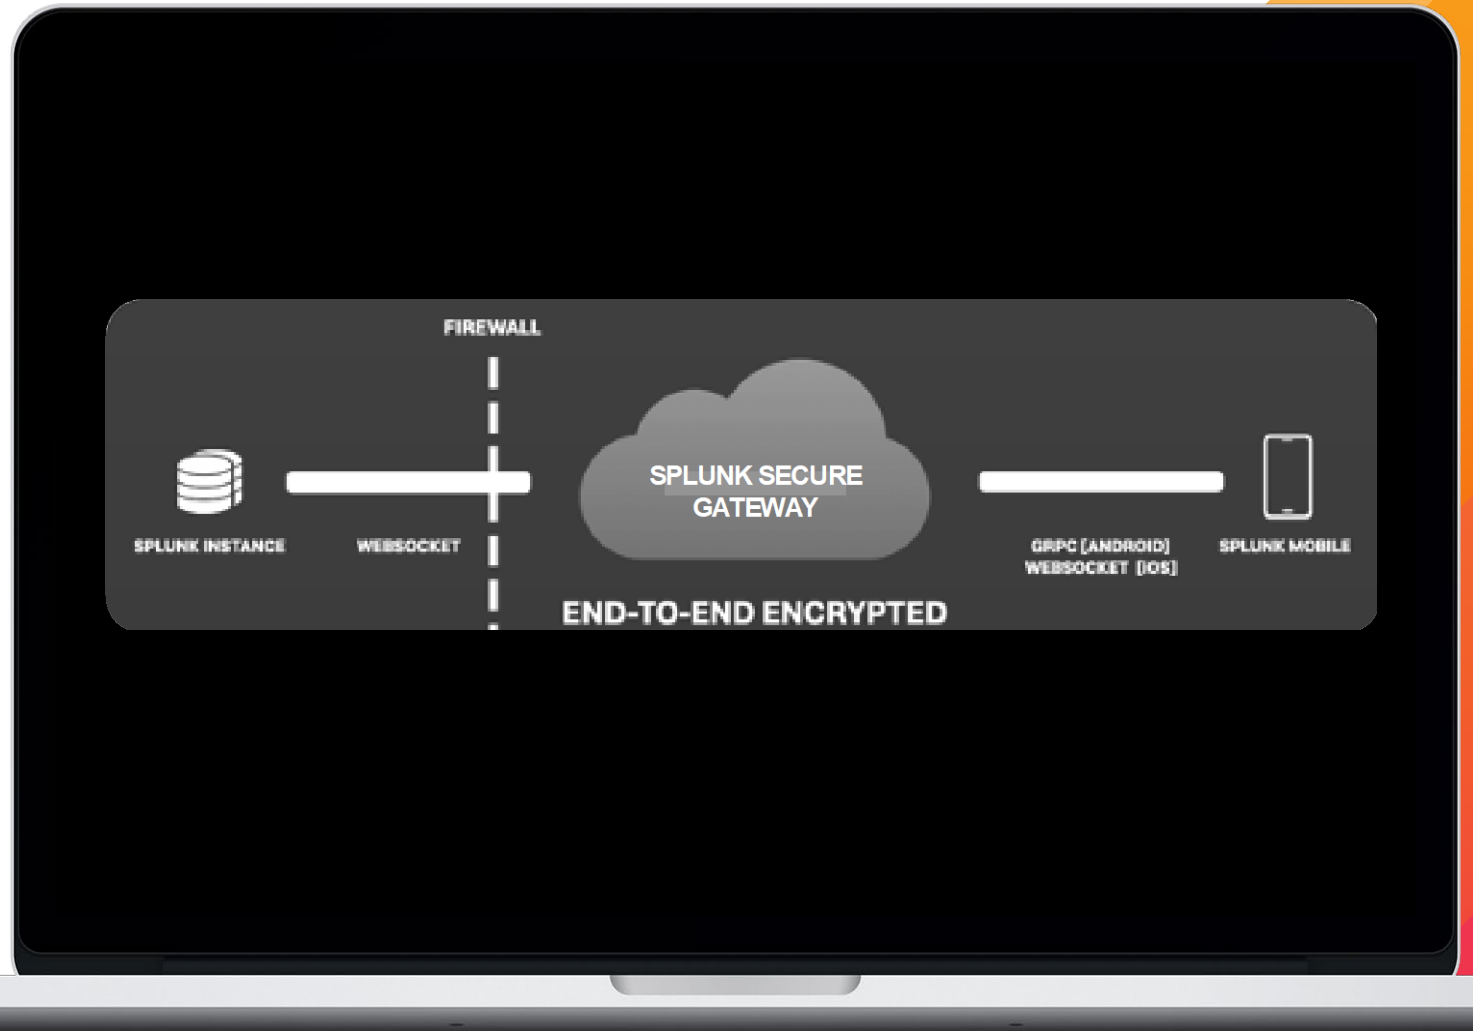 FIREWALL
SPLUNK SECURE
GATEWAY
SPLUNK INSTANCE
WEBSOCKET
GRPC [ANDROID]
WEBSOCKET [IOS]
SPLUNK MOBILE
END-TO-END ENCRYPTED